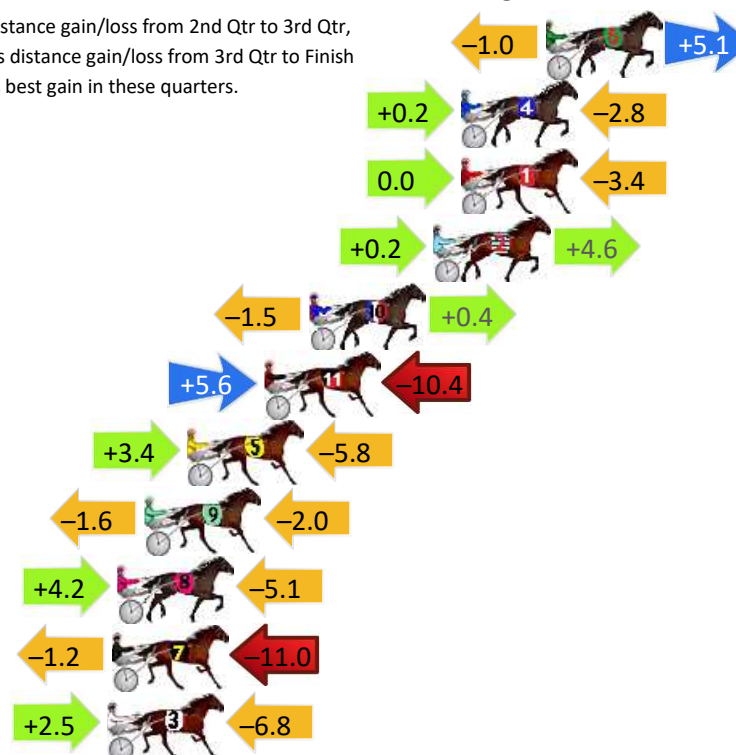 stance gain/loss from 2nd Qtr to 3rd Qtr,
s distance gain/loss from 3rd Qtr to Finish
best gain in these quarters.
–1.0 6 +5.1
+0.2 4 –2.8
0.0 1 –3.4
+0.2 2 +4.6
–1.5 10 +0.4
+5.6 11 –10.4
+3.4 5 –5.8
–1.6 9 –2.0
+4.2 8 –5.1
–1.2 7 –11.0
+2.5 3 –6.8